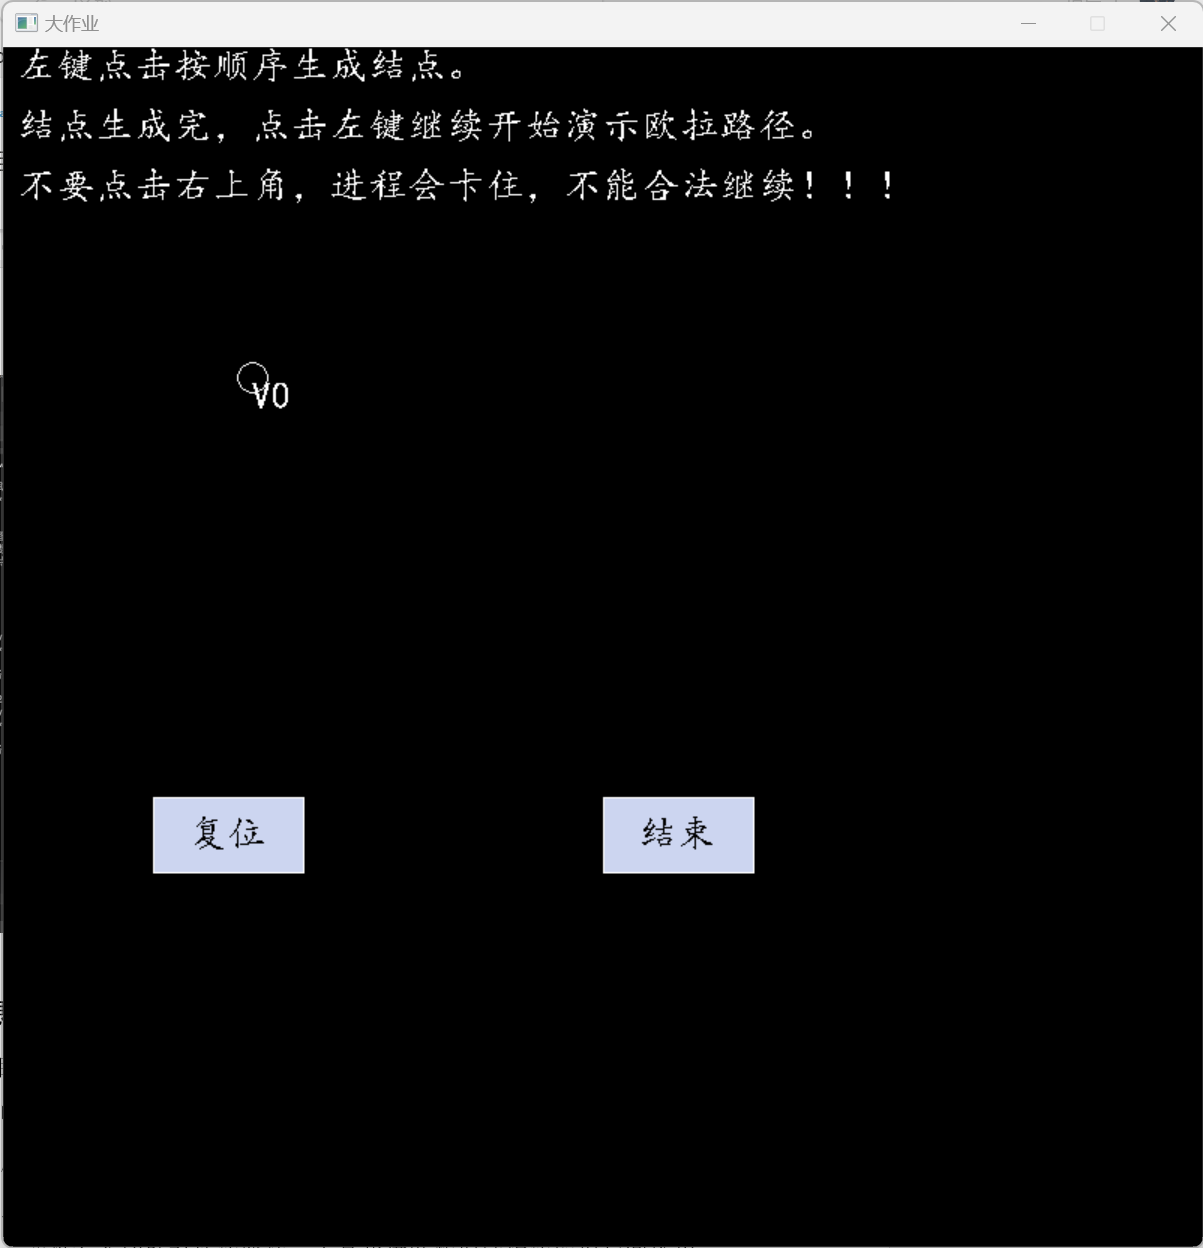 大作业
左键点击按顺序生成结点。
结点生成完，点击左键继续开始演示欧拉路径。
不要点击右上角，进程会卡住，不能合法继续！！！
V0
复位
结束